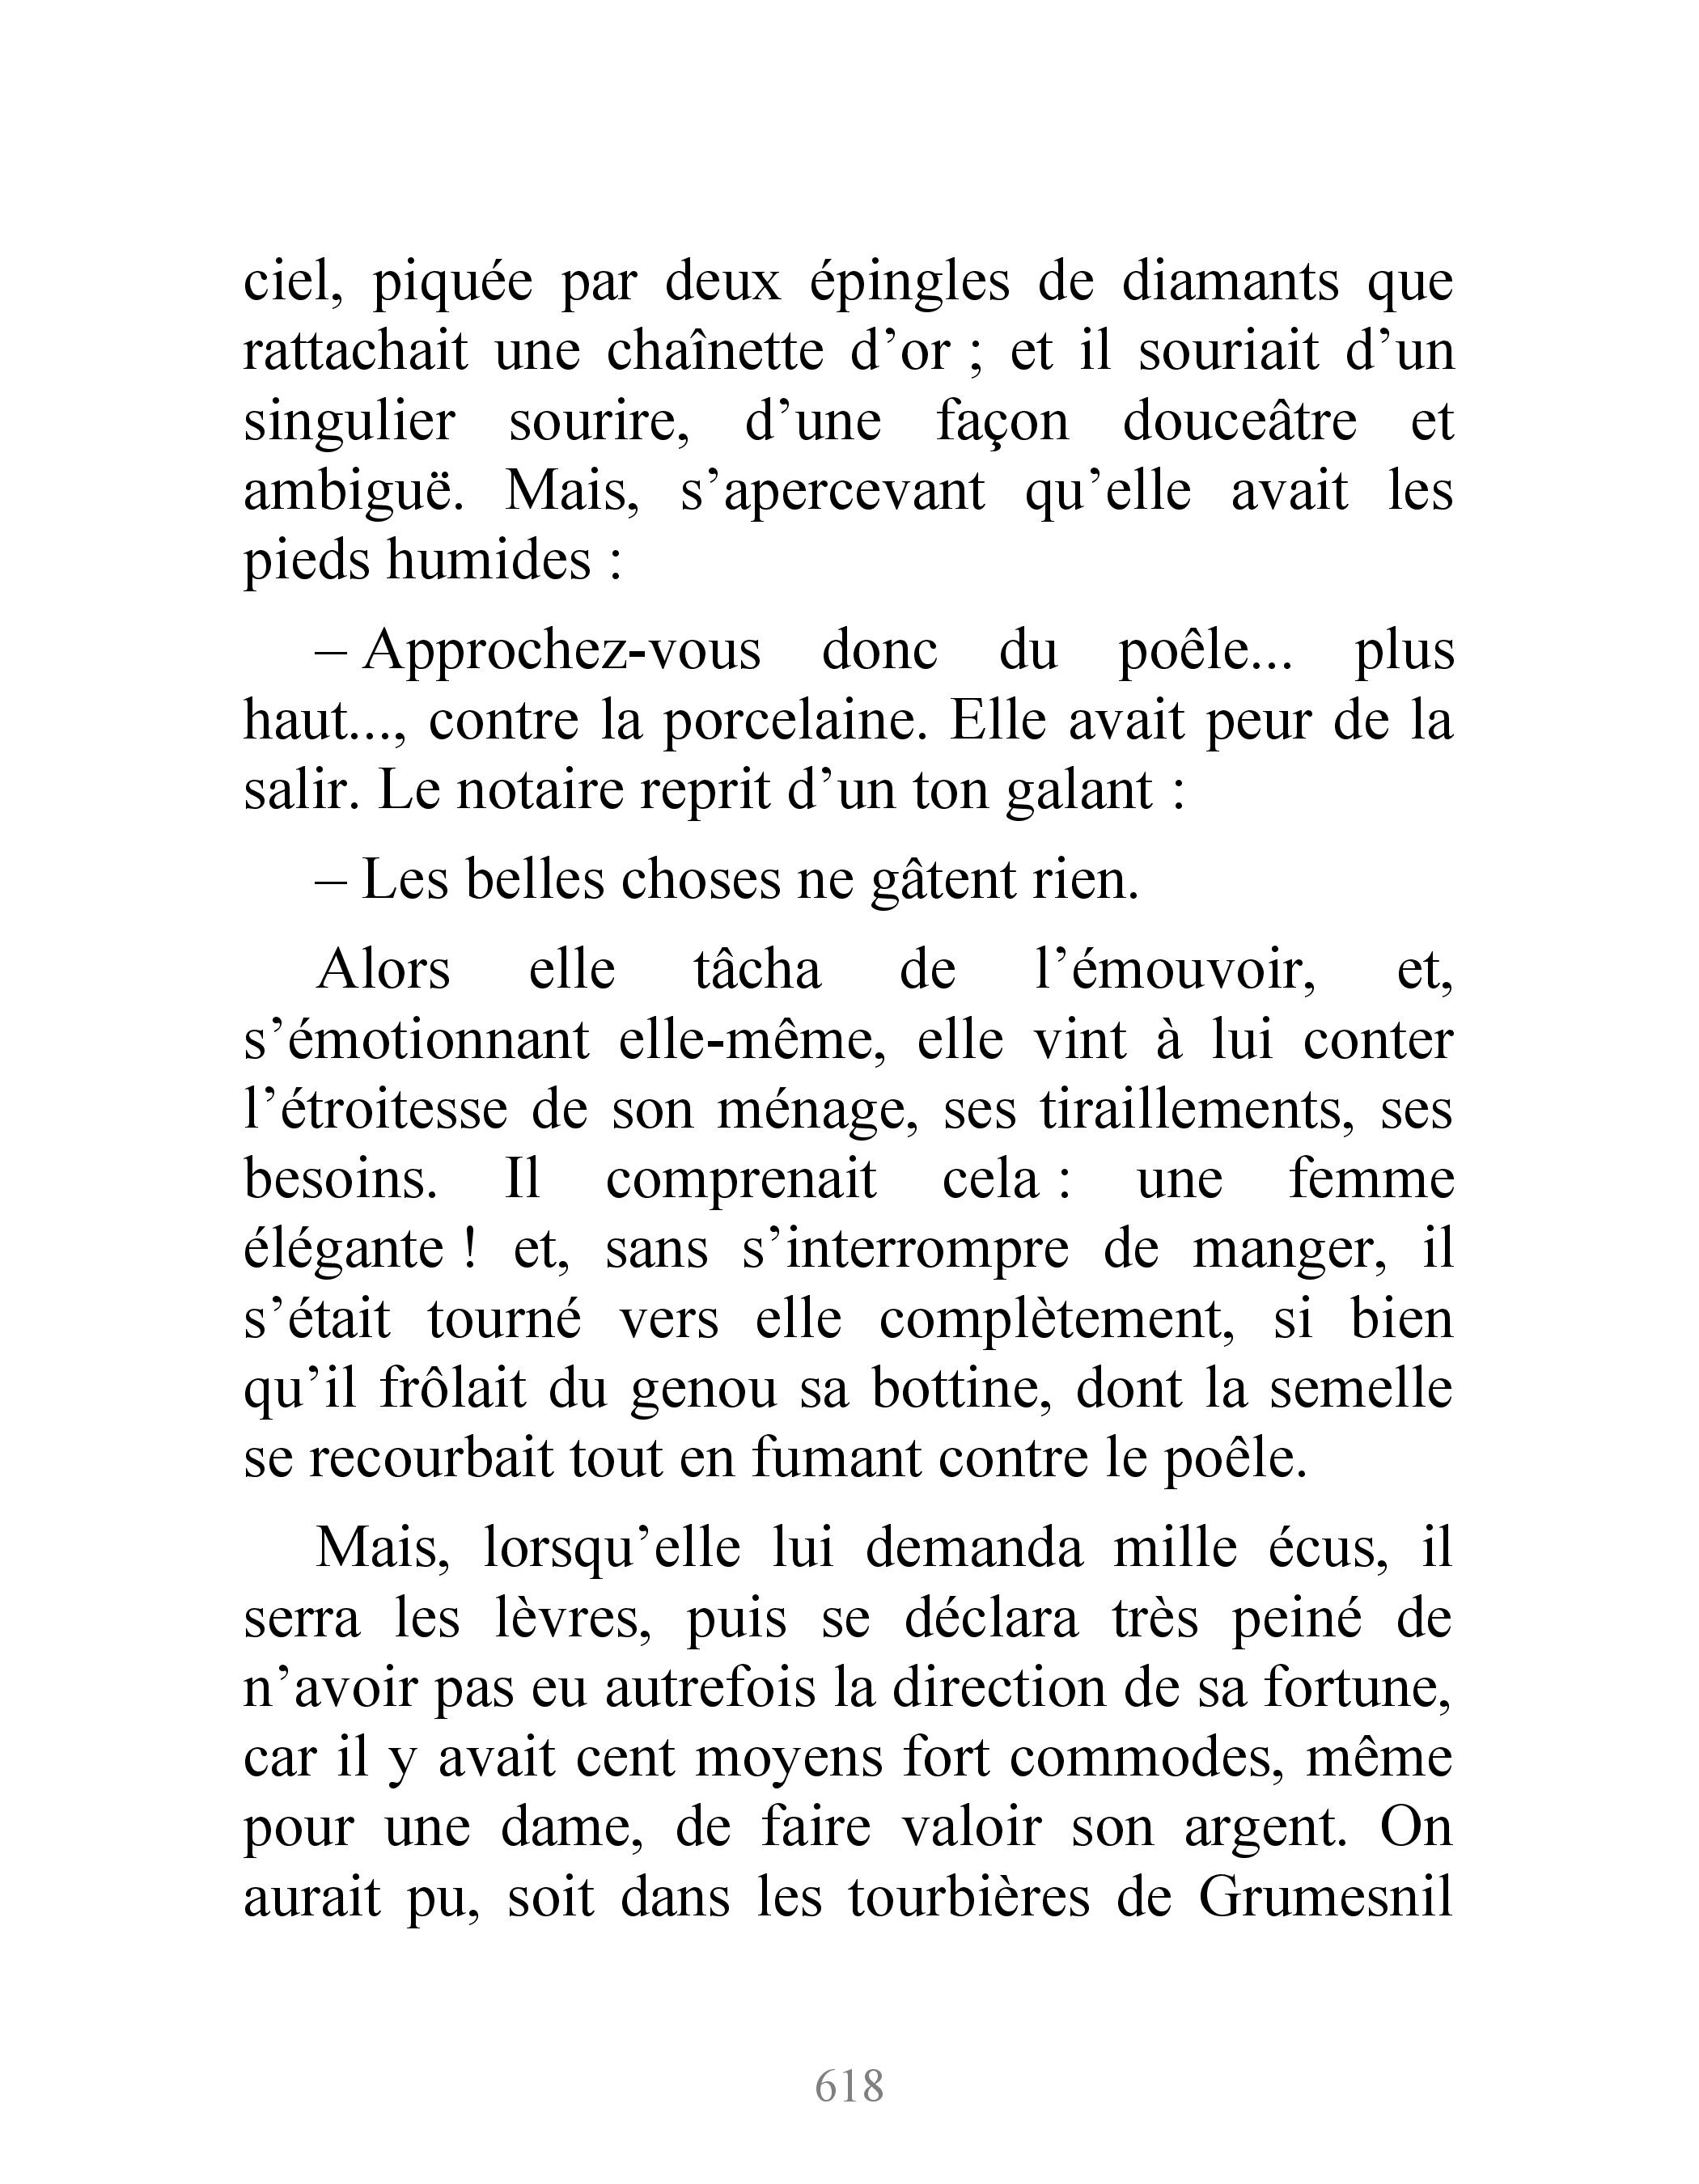 ciel, piquée par deux épingles de diamants que
rattachait une chaînette d’or ; et il souriait d’un
singulier sourire, d’une façon douceâtre et
ambiguë. Mais, s’apercevant qu’elle avait les
pieds humides :
– Approchez-vous donc du poêle... plus
haut..., contre la porcelaine. Elle avait peur de la
salir. Le notaire reprit d’un ton galant :
– Les belles choses ne gâtent rien.
Alors elle tâcha de l’émouvoir, et,
s’émotionnant elle-même, elle vint à lui conter
l’étroitesse de son ménage, ses tiraillements, ses
besoins. Il comprenait cela : une femme
élégante ! et, sans s’interrompre de manger, il
s’était tourné vers elle complètement, si bien
qu’il frôlait du genou sa bottine, dont la semelle
se recourbait tout en fumant contre le poêle.
Mais, lorsqu’elle lui demanda mille écus, il
serra les lèvres, puis se déclara très peiné de
n’avoir pas eu autrefois la direction de sa fortune,
car il y avait cent moyens fort commodes, même
pour une dame, de faire valoir son argent. On
aurait pu, soit dans les tourbières de Grumesnil
618